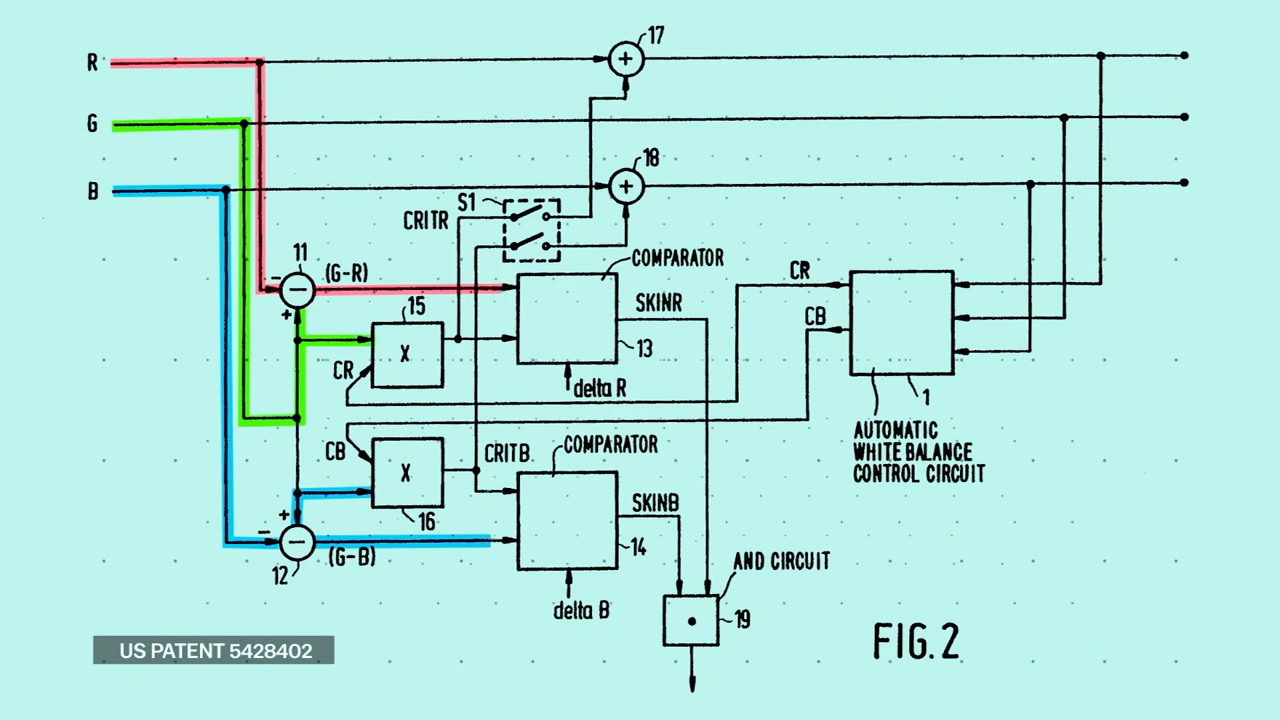 17
R
G
18
B
S1
CRITR
11
(G-R)
COMPARATOR
CR
-
+
15
SKINR
CB
X
13
CR
delta R
1
AUTOMATIC
WHITE BALANCE
CONTROL CIRCUIT
COMPARATOR
CB
X
CRITB
SKINB
+
16
-
(G-B)
14
12
AND CIRCUIT
delta B
19
FIG. 2
US PATENT 5428402